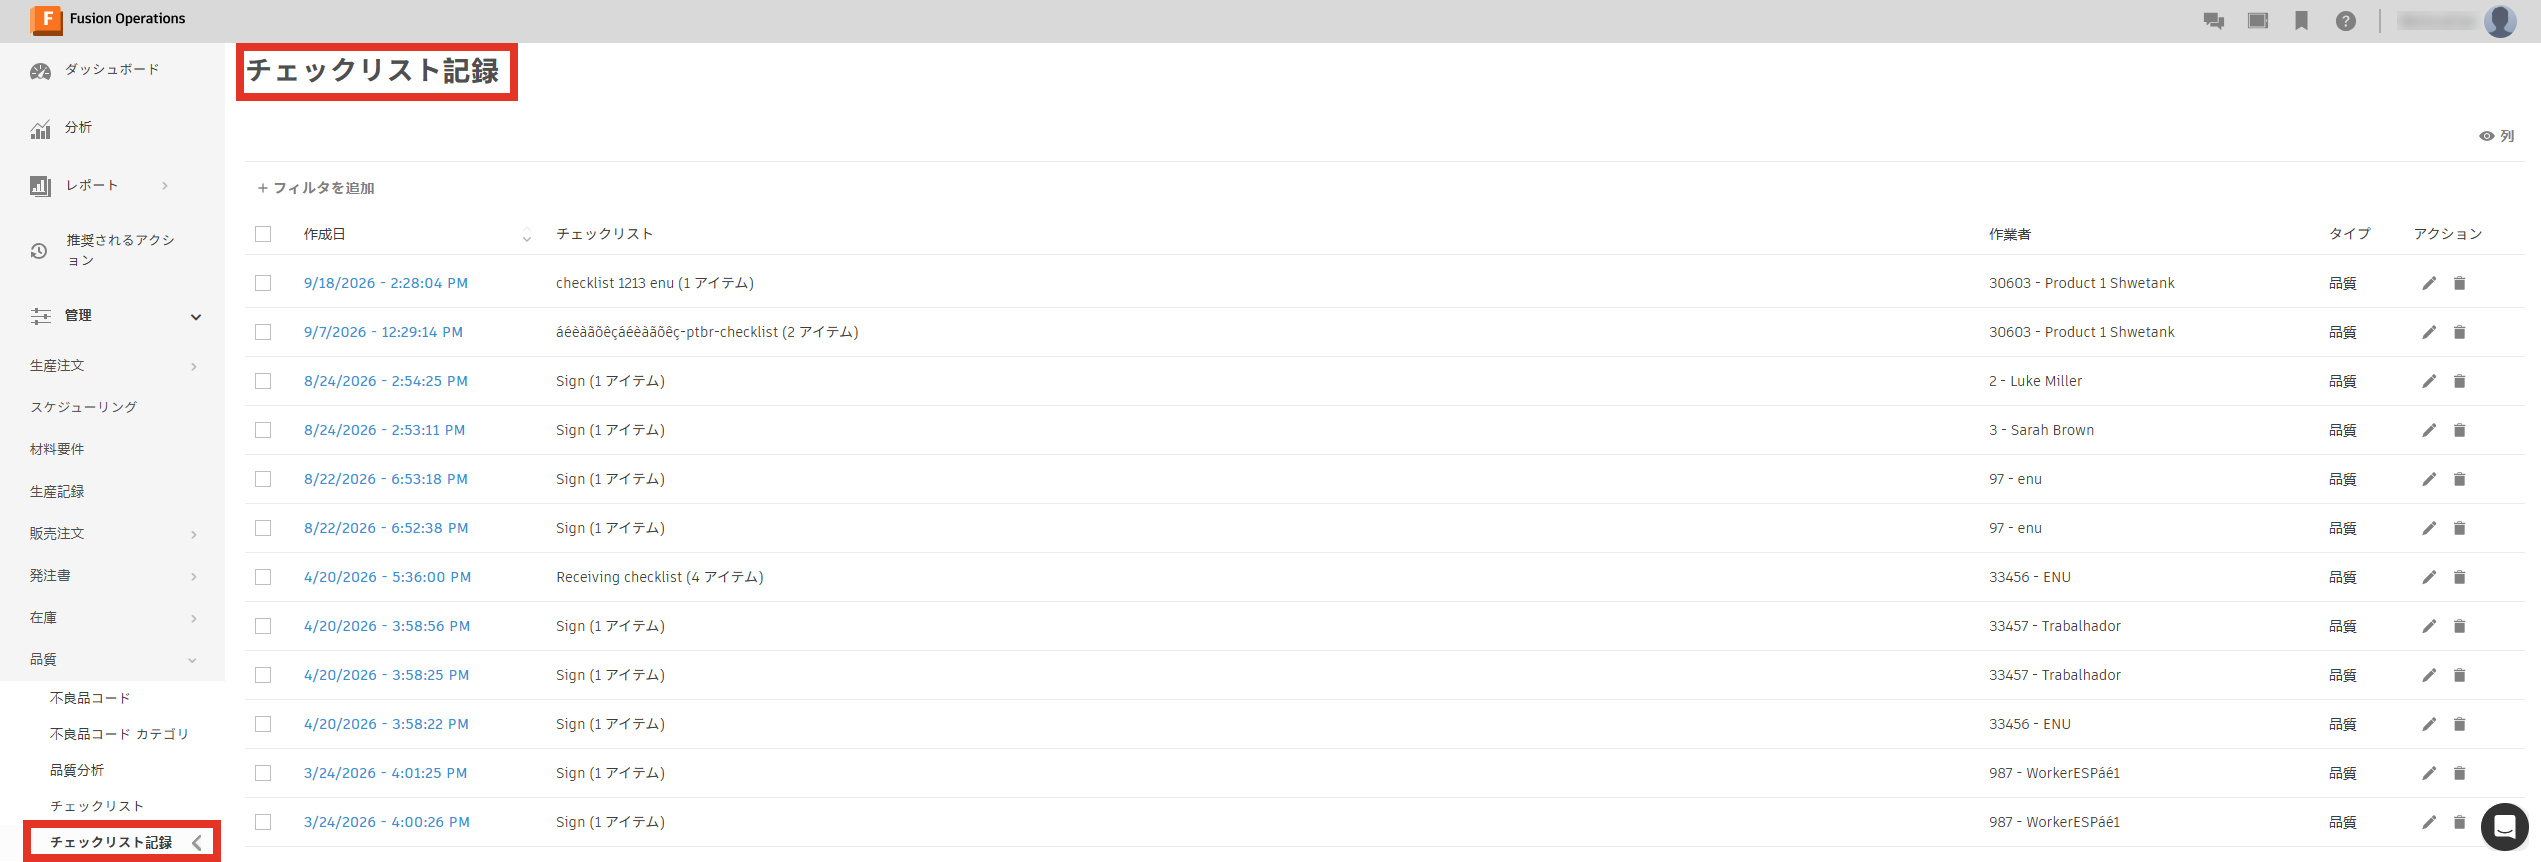 Fusion Operations
ダッシュボード
分析
レポート
推奨されるアクシ
ョン
管理
生産注文
スケジューリング
材料要件
生産記録
販売注文
発注書
在庫
品質
不良品コード
不良品コード カテゴリ
品質分析
チェックリスト
チェックリスト記録
チェックリスト記録
列
+ フィルタを追加
作成日 チェックリスト 作業者 タイプ アクション
9/18/2026 - 2:28:04 PM checklist 1213 enu (1 アイテム) 30603 - Product 1 Shwetank 品質
9/7/2026 - 12:29:14 PM áéèàãõêçáéèàãõêç-ptbr-checklist (2 アイテム) 30603 - Product 1 Shwetank 品質
8/24/2026 - 2:54:25 PM Sign (1 アイテム) 2 - Luke Miller 品質
8/24/2026 - 2:53:11 PM Sign (1 アイテム) 3 - Sarah Brown 品質
8/22/2026 - 6:53:18 PM Sign (1 アイテム) 97 - enu 品質
8/22/2026 - 6:52:38 PM Sign (1 アイテム) 97 - enu 品質
4/20/2026 - 5:36:00 PM Receiving checklist (4 アイテム) 33456 - ENU 品質
4/20/2026 - 3:58:56 PM Sign (1 アイテム) 33457 - Trabalhador 品質
4/20/2026 - 3:58:25 PM Sign (1 アイテム) 33457 - Trabalhador 品質
4/20/2026 - 3:58:22 PM Sign (1 アイテム) 33456 - ENU 品質
3/24/2026 - 4:01:25 PM Sign (1 アイテム) 987 - WorkerESPáé1 品質
3/24/2026 - 4:00:26 PM Sign (1 アイテム) 987 - WorkerESPáé1 品質